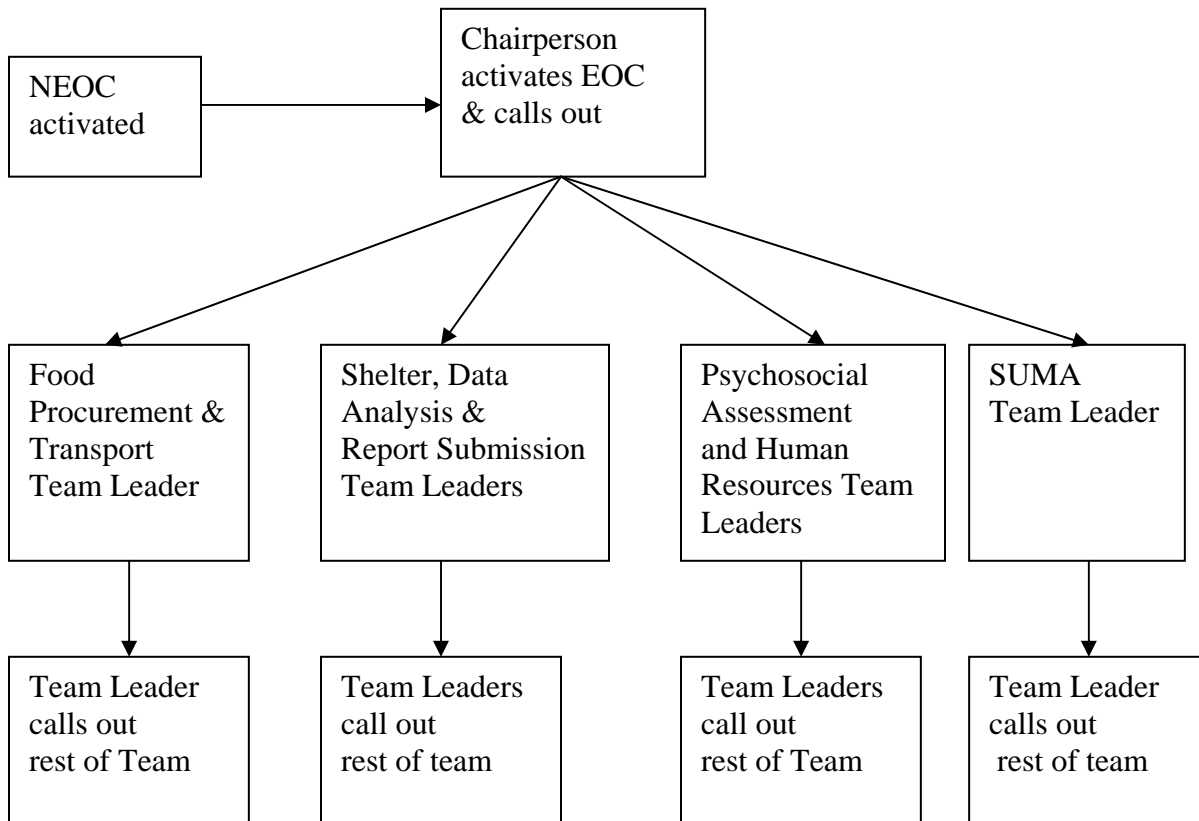 NEOC
activated
Chairperson
activates EOC
& calls out
Food
Procurement &
Transport
Team Leader
Shelter, Data
Analysis &
Report Submission
Team Leaders
Psychosocial
Assessment
and Human
Resources Team
Leaders
SUMA
Team Leader
Team Leader
calls out
rest of Team
Team Leaders
call out
rest of team
Team Leaders
call out
rest of Team
Team Leader
calls out
rest of team